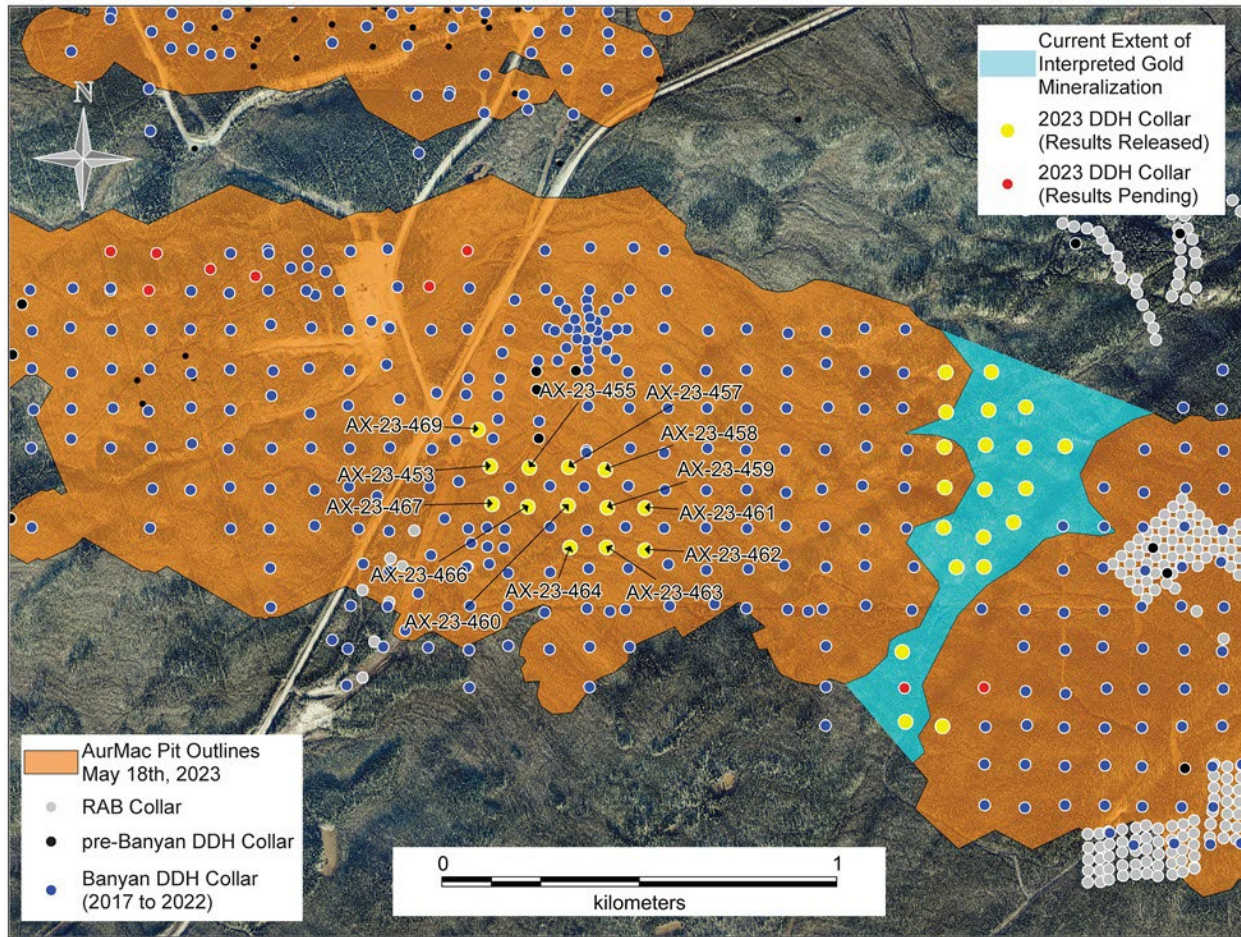 N
Current Extent of
Interpreted Gold
Mineralization
2023 DDH Collar
(Results Released)
2023 DDH Collar
(Results Pending)
AX-23-455
AX-23-457
AX-23-469
AX-23-458
AX-23-453
AX-23-459
AX-23-467
AX-23-461
AX-23-462
AX-23-466
AX-23-464
AX-23-463
AX-23-460
AurMac Pit Outlines
May 18th, 2023
RAB Collar
pre-Banyan DDH Collar
Banyan DDH Collar
(2017 to 2022)
0 1
kilometers